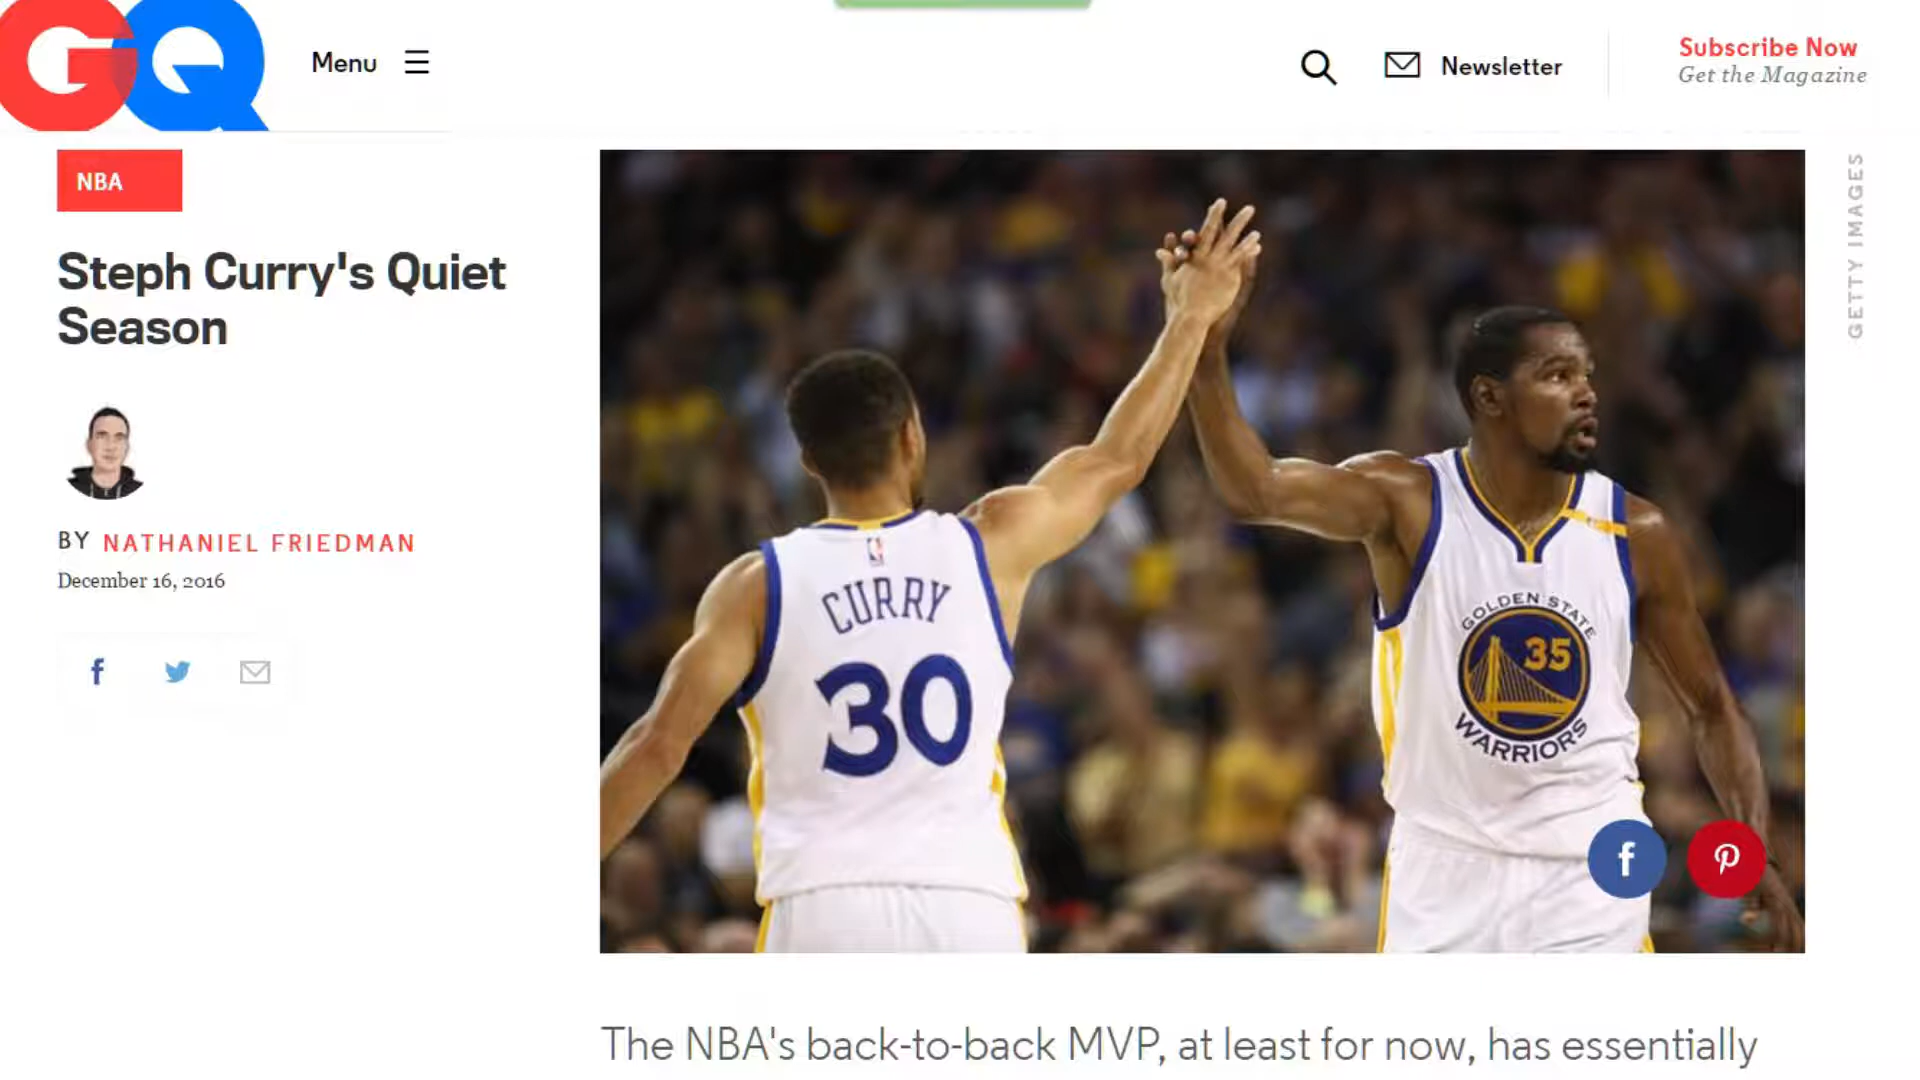 GQ
Menu
Newsletter
Subscribe Now
Get the Magazine
NBA
Steph Curry's Quiet
Season
BY NATHANIEL FRIEDMAN
December 16, 2016
GETTY IMAGES
CURRY
30
GOLDEN STATE
35
WARRIORS
The NBA's back-to-back MVP, at least for now, has essentially